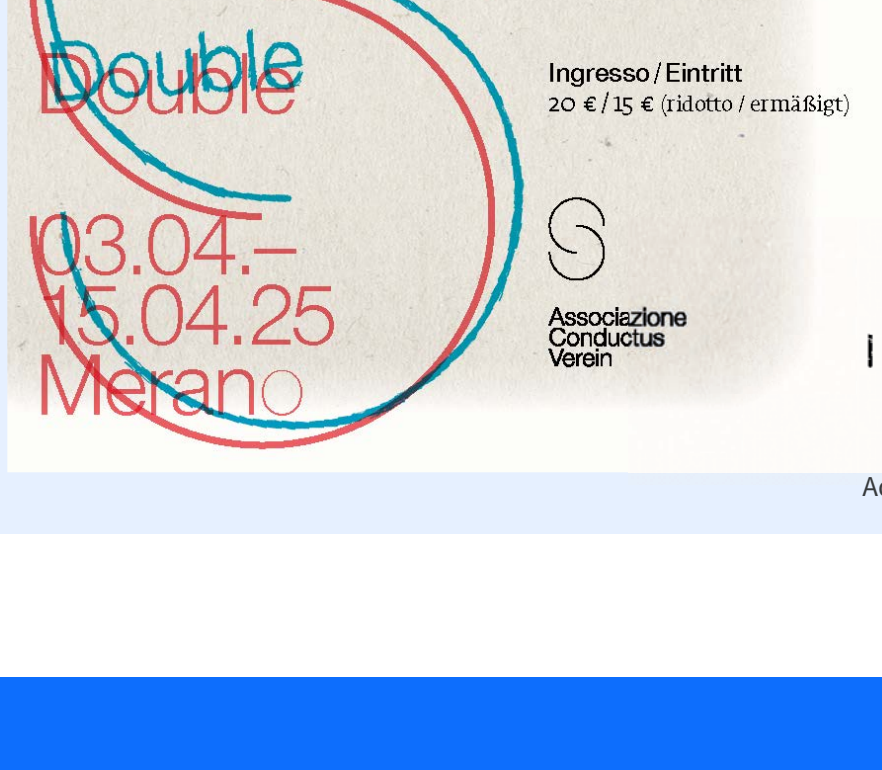 Double
Double
03.04.–
15.04.25
Merano
Ingresso / Eintritt
20 € / 15 € (ridotto / ermäßigt)
Associazione
Conductus
Verein